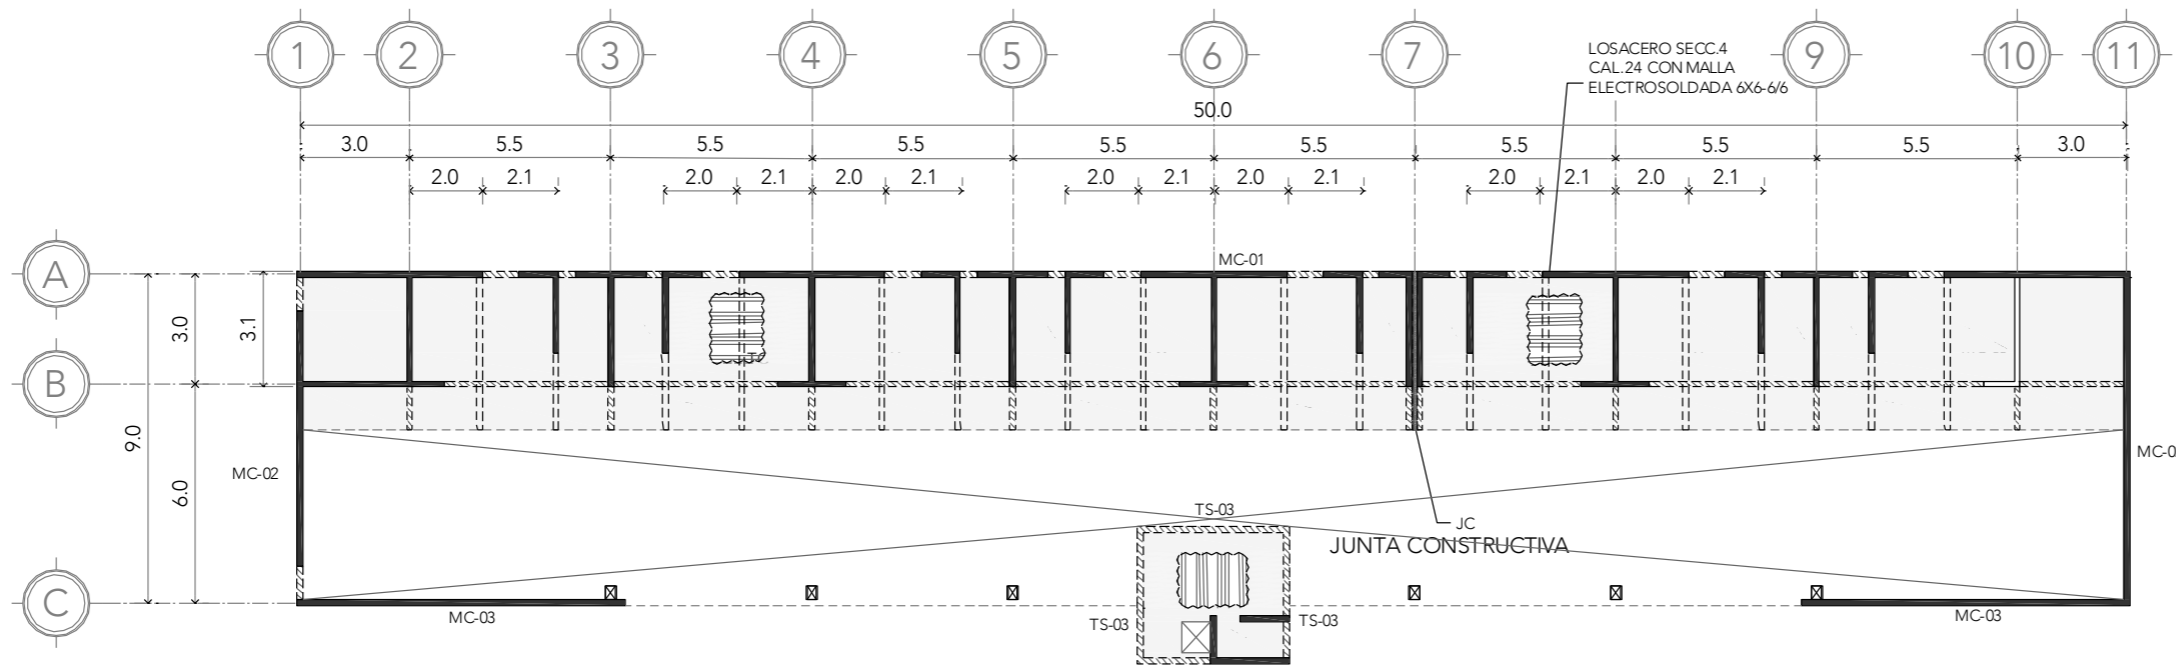 1 2 3 4 5 6 7 9 10 11
LOSACERO SECC.4
CAL.24 CON MALLA
ELECTROSOLDADA 6X6-6/6
50.0
3.0 5.5 5.5 5.5 5.5 5.5 5.5 5.5 5.5 3.0
2.0 2.1 2.0 2.1 2.0 2.1 2.0 2.1 2.0 2.1 2.0 2.1 2.0 2.1
A
MC-01
3.0
3.1
B
9.0
MC-02
MC-0
6.0
TS-03
JC
JUNTA CONSTRUCTIVA
C
MC-03
TS-03
TS-03
MC-03